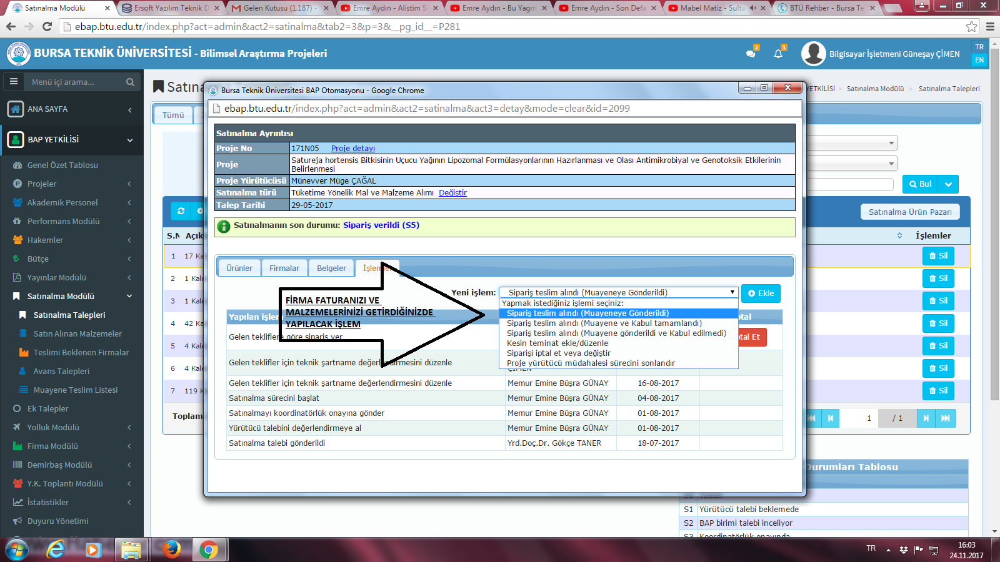 Satınalma Modülü
Ersoft Yazılım Teknik D
Gelen Kutusu (1.187) -
Emre Aydın - Alistim S
Emre Aydın - Bu Yagm
Emre Aydın - Son Defa
Mabel Matiz - Sulta
BTÜ Rehber - Bursa Te
ebap.btu.edu.tr/index.php?act=admin&act2=satinalma&tab2=3&p=3&__pg_id__=P281
BURSA TEKNİK ÜNİVERSİTESİ - Bilimsel Araştırma Projeleri
2
1
Bilgisayar İşletmeni Güneşay ÇİMEN
TR
EN
Menü içi arama...
ANA SAYFA
BAP YETKİLİSİ
Genel Özet Tablosu
Projeler
Akademik Personel
Performans Modülü
Hakemler
Bütçe
Yayınlar Modülü
Satınalma Modülü
Satınalma Talepleri
Satın Alınan Malzemeler
Teslimi Beklenen Firmalar
Avans Talepleri
Muayene Teslim Listesi
Ek Talepler
Yolluk Modülü
Firma Modülü
Demirbaş Modülü
Y.K. Toplantı Modülü
İstatistikler
Duyuru Yönetimi
Satına
YETKİLİSİ > Satınalma Modülü > Satınalma Talepleri
Tümü
Bul
Satınalma Ürün Pazarı
S.N Açık
İşlemler
1 17 Ka
Sil
2 1 Kale
Sil
3 1 Kale
Sil
4 42 Ka
Sil
5 4 Kale
Sil
6 4 Kale
Sil
7 119 K
Sil
Toplam
1 / 1
Durumları Tablosu
S1 Yürütücü talebi beklemede
S2 BAP birimi talebi inceliyor
S3 Koordinatörlük onayında
Bursa Teknik Üniversitesi BAP Otomasyonu - Google Chrome
ebap.btu.edu.tr/index.php?act=admin&act2=satinalma&act3=detay&mode=clear&id=2099
Satınalma Ayrıntısı
Proje No 171N05 Proje detayı
Proje Satureja hortensis Bitkisinin Uçucu Yağının Lipozomal Formülasyonlarının Hazırlanması ve Olası Antimikrobiyal ve Genotoksik Etkilerinin
Belirlenmesi
Proje Yürütücüsü Münevver Müge ÇAĞAL
Satınalma türü Tüketime Yönelik Mal ve Malzeme Alımı Değiştir
Talep Tarihi 29-05-2017
Satınalmanın son durumu: Sipariş verildi (S5)
Ürünler
Firmalar
Belgeler
İşlemler
Yeni işlem: Sipariş teslim alındı (Muayeneye Gönderildi)
Ekle
Yapmak istediğiniz işlemi seçiniz:
Sipariş teslim alındı (Muayeneye Gönderildi)
Sipariş teslim alındı (Muayene ve Kabul tamamlandı)
Sipariş teslim alındı (Muayene gönderildi ve Kabul edilmedi)
Kesin teminat ekle/düzenle
Siparişi iptal et veya değiştir
Proje yürütücü müdahalesi sürecini sonlandır
FİRMA FATURANIZI VE
MALZEMELERİNİZİ GETİRDİĞİNİZDE
YAPILACAK İŞLEM
Yapılan işlem
tal
Gelen tekliflere göre sipariş ver
tal Et
Gelen teklifler için teknik şartname değerlendirmesini düzenle ÇİMEN
Gelen teklifler için teknik şartname değerlendirmesini düzenle Memur Emine Büşra GÜNAY 16-08-2017
Satınalma sürecini başlat Memur Emine Büşra GÜNAY 04-08-2017
Satınalmayı koordinatörlük onayına gönder Memur Emine Büşra GÜNAY 01-08-2017
Yürütücü talebini değerlendirmeye al Memur Emine Büşra GÜNAY 01-08-2017
Satınalma talebi gönderildi Yrd.Doç.Dr. Gökçe TANER 18-07-2017
TR
16:03
24.11.2017